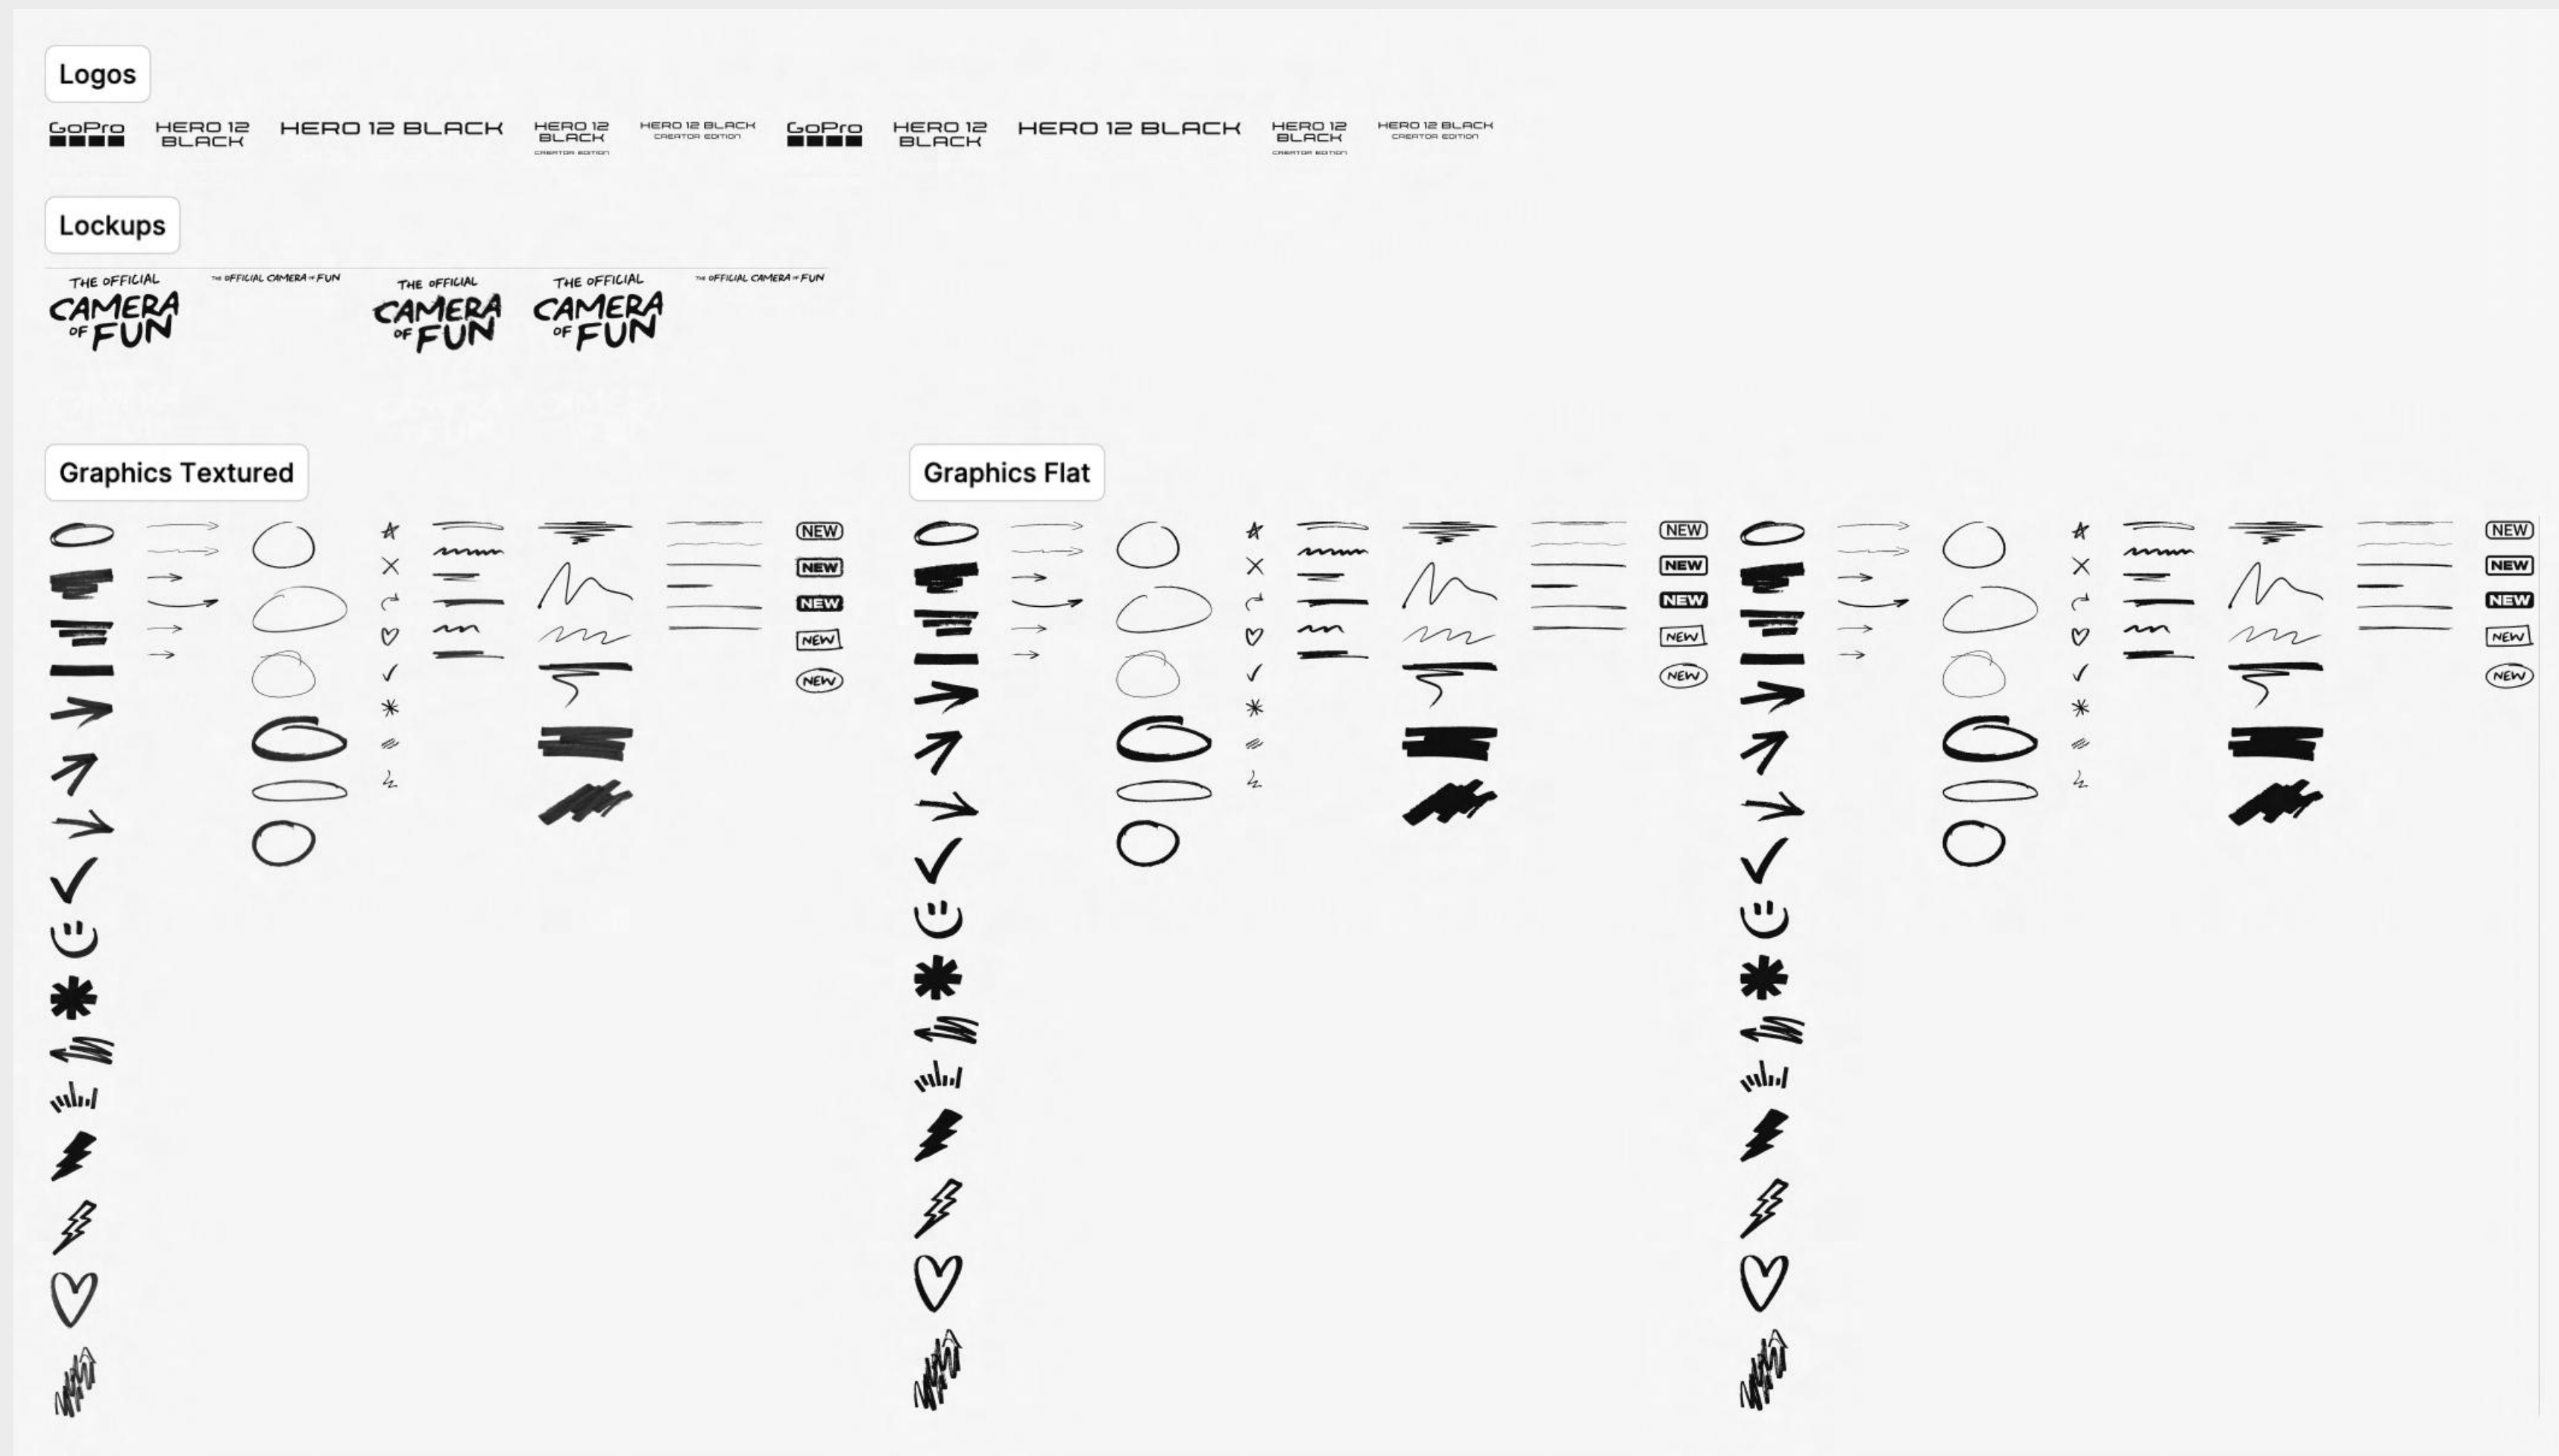 Logos
GoPro
HERO 12
BLACK
HERO 12 BLACK
HERO 12
BLACK
CREATOR EDITION
HERO 12 BLACK
CREATOR EDITION
GoPro
HERO 12
BLACK
HERO 12 BLACK
HERO 12
BLACK
CREATOR EDITION
HERO 12 BLACK
CREATOR EDITION
Lockups
THE OFFICIAL
CAMERA
OF FUN
THE OFFICIAL CAMERA OF FUN
THE OFFICIAL
CAMERA
OF FUN
THE OFFICIAL
CAMERA
OF FUN
THE OFFICIAL CAMERA OF FUN
Graphics Textured
NEW
NEW
NEW
NEW
NEW
Graphics Flat
NEW
NEW
NEW
NEW
NEW
NEW
NEW
NEW
NEW
NEW